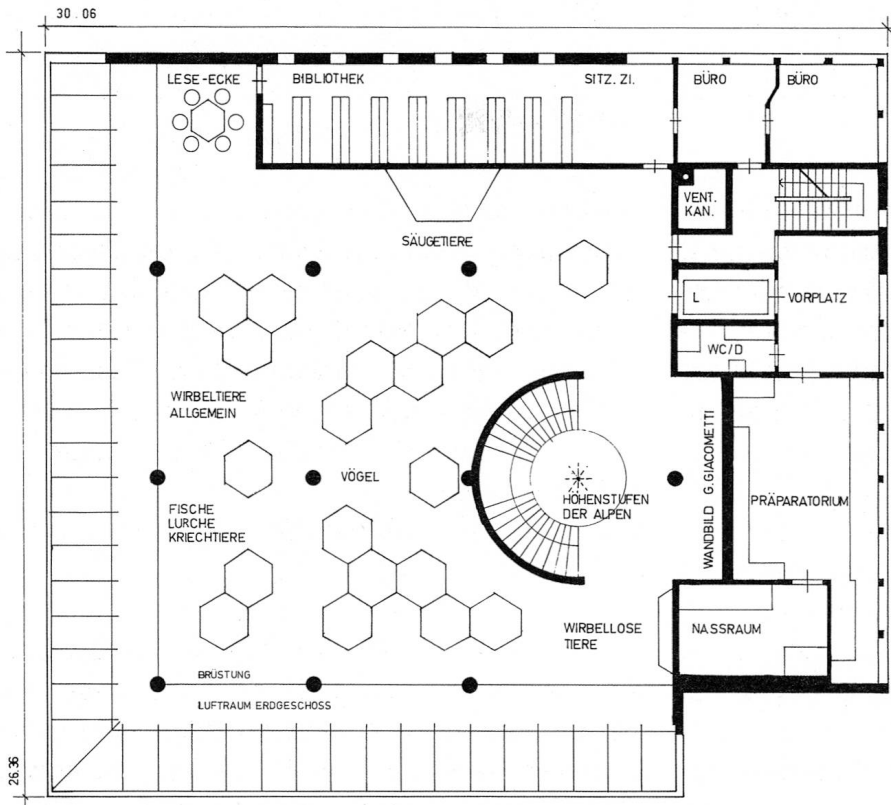 30.06
LESE-ECKE
BIBLIOTHEK
SITZ. ZI.
BÜRO
BÜRO
VENT.
KAN.
SÄUGETIERE
L
VORPLATZ
WC/D
WIRBELTIERE
ALLGEMEIN
VÖGEL
HÖHENSTUFEN
DER ALPEN
WANDBILD G.GIACOMETTI
PRÄPARATORIUM
FISCHE
LURCHE
KRIECHTIERE
WIRBELLOSE
TIERE
NASSRAUM
BRÜSTUNG
LUFTRAUM ERDGESCHOSS
26.36